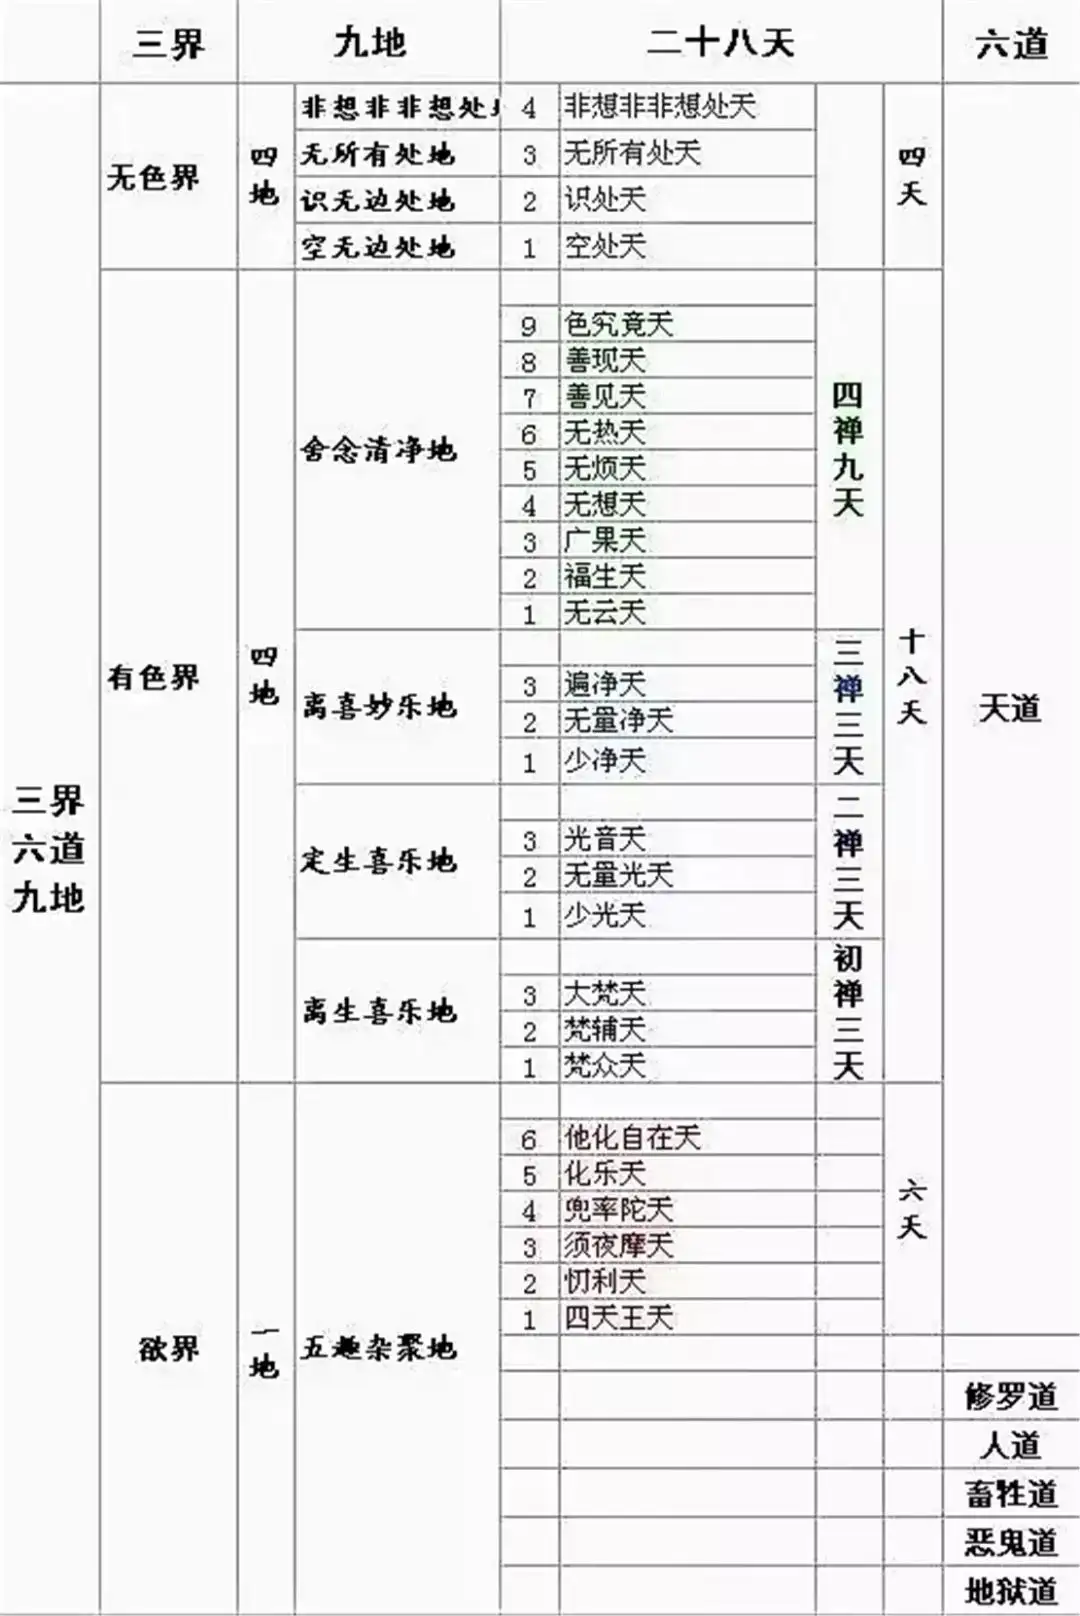 三界 九地 二十八天 六道
三界
六道
九地
无色界
四
地
非想非非想处 4 非想非非想处天
无所有处地 3 无所有处天
识无边处地 2 识处天
空无边处地 1 空处天
四
天
有色界
四
地
舍念清净地
9 色究竟天
8 善现天
7 善见天
6 无热天
5 无烦天
4 无想天
3 广果天
2 福生天
1 无云天
四
禅
九
天
离喜妙乐地
3 遍净天
2 无量净天
1 少净天
三
禅
三
天
定生喜乐地
3 光音天
2 无量光天
1 少光天
二
禅
三
天
离生喜乐地
3 大梵天
2 梵辅天
1 梵众天
初
禅
三
天
十
八
天
天道
欲界
一
地
五趣杂聚地
6 他化自在天
5 化乐天
4 兜率陀天
3 须夜摩天
2 忉利天
1 四天王天
六
天
修罗道
人道
畜牲道
恶鬼道
地狱道